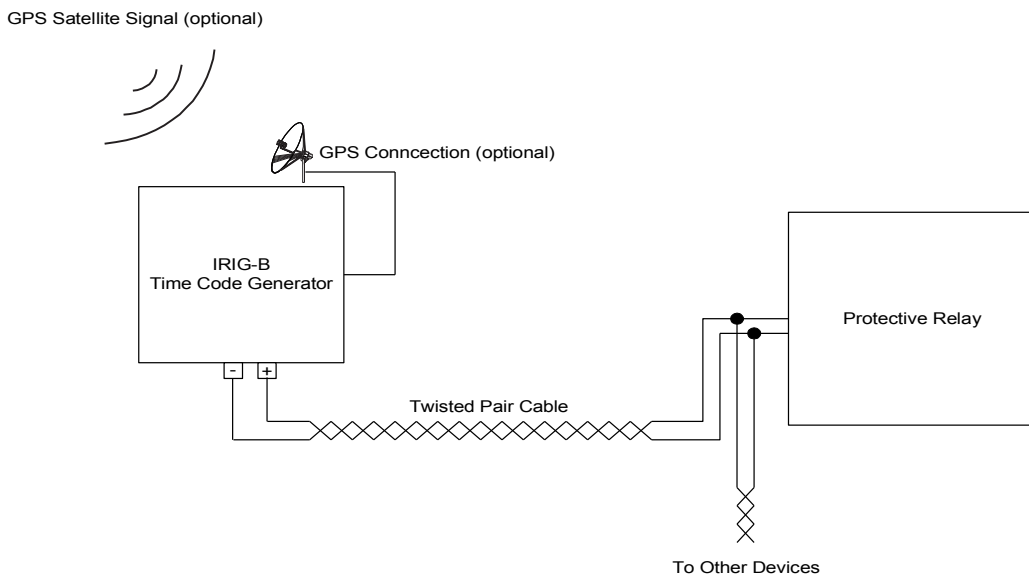 GPS Satellite Signal (optional)
GPS Conncection (optional)
IRIG-B
Time Code Generator
Protective Relay
- +
Twisted Pair Cable
To Other Devices